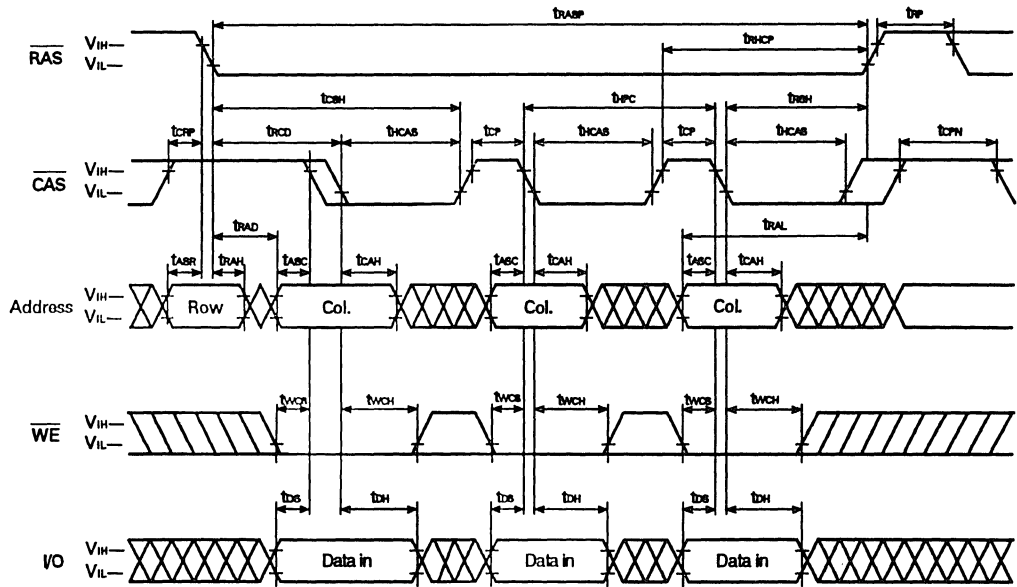 tRASP tRP
RAS VIH— tRHCP
VIL—
tCSH tHPC tRSH
tCRP tRCD tHCAS tCP tHCAS tCP tHCAS tCPN
CAS VIH—
VIL—
tRAD tRAL
tASR tRAH tASC tCAH tASC tCAH tASC tCAH
Address VIH— Row Col. Col. Col.
VIL—
tWCS tWCH tWCS tWCH tWCS tWCH
WE VIH—
VIL—
tDS tDH tDS tDH tDS tDH
I/O VIH— Data in Data in Data in
VIL—